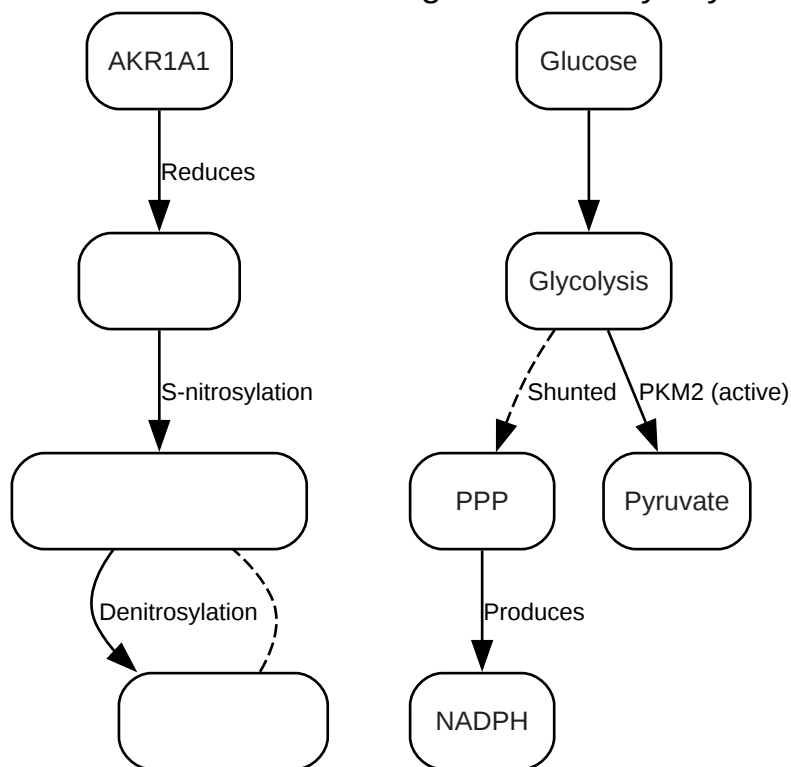 AKR1A1
Glucose
Reduces
Glycolysis
S-nitrosylation
Shunted
PKM2 (active)
PPP
Pyruvate
Denitrosylation
Produces
NADPH